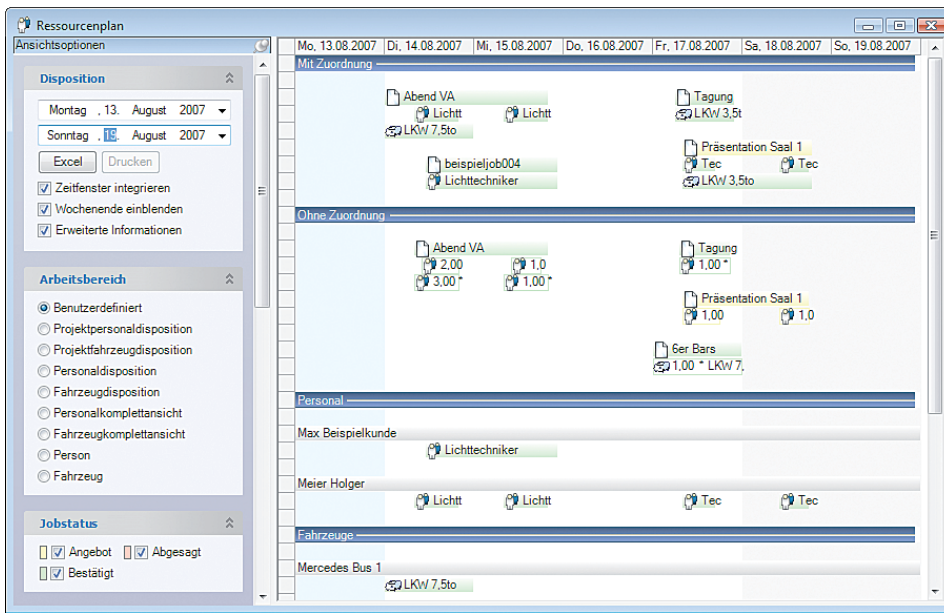 Ressourcenplan
Ansichtsoptionen
Disposition
Montag , 13. August 2007
Sonntag , 19. August 2007
Excel Drucken
Zeitfenster integrieren
Wochenende einblenden
Erweiterte Informationen
Arbeitsbereich
Benutzerdefiniert
Projektpersonaldisposition
Projektfahrzeugdisposition
Personaldisposition
Fahrzeugdisposition
Personalkomplettansicht
Fahrzeugkomplettansicht
Person
Fahrzeug
Jobstatus
Angebot Abgesagt
Bestätigt
Mo, 13.08.2007 Di, 14.08.2007 Mi, 15.08.2007 Do, 16.08.2007 Fr, 17.08.2007 Sa, 18.08.2007 So, 19.08.2007
Mit Zuordnung
Abend VA Tagung
Lichtt Lichtt LKW 3,5t
LKW 7,5to
Präsentation Saal 1
beispieljob004 Tec Tec
Lichttechniker LKW 3,5to
Ohne Zuordnung
Abend VA Tagung
2,00 1,0 1,00 *
3,00 * 1,00 *
Präsentation Saal 1
1,00 1,0
6er Bars
1,00 * LKW 7,
Personal
Max Beispielkunde
Lichttechniker
Meier Holger
Lichtt Lichtt Tec Tec
Fahrzeuge
Mercedes Bus 1
LKW 7,5to